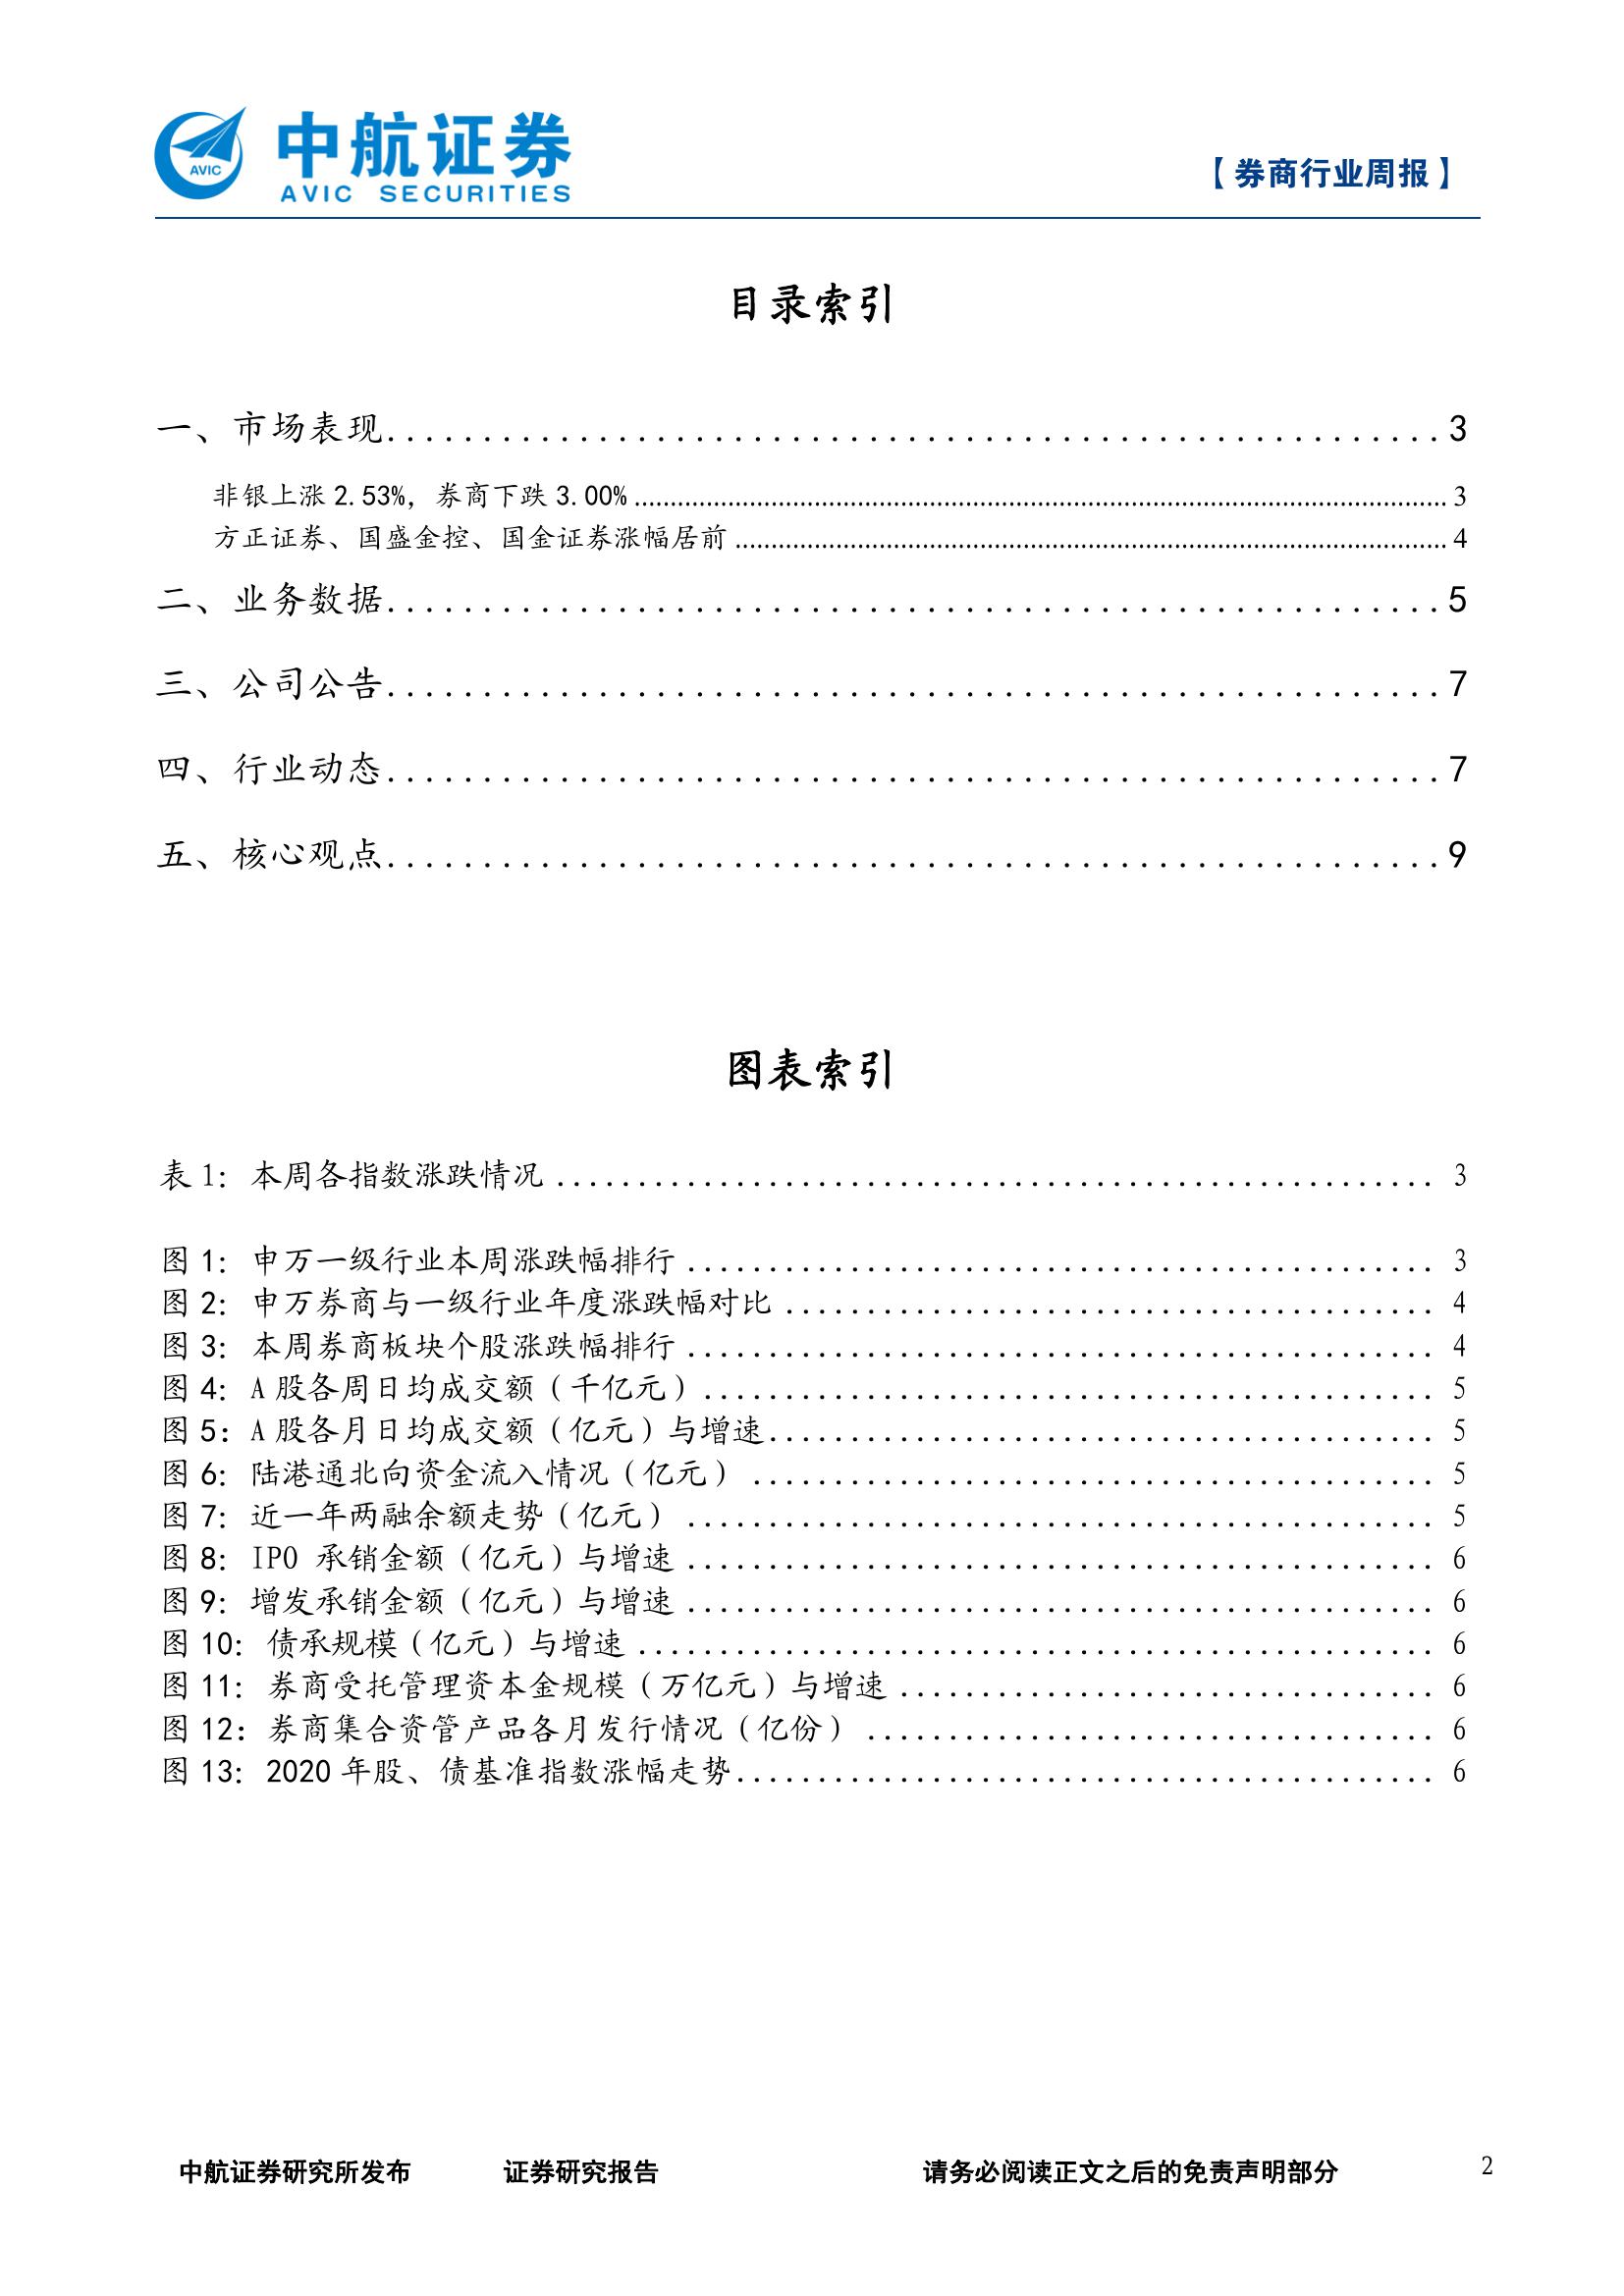 AVIC
中航证券
AVIC SECURITIES
【券商行业周报】
目录索引
一、市场表现........................................................3
非银上涨 2.53%，券商下跌 3.00%........................................................3
方正证券、国盛金控、国金证券涨幅居前........................................................4
二、业务数据........................................................5
三、公司公告........................................................7
四、行业动态........................................................7
五、核心观点........................................................9
图表索引
表 1：本周各指数涨跌情况........................................................3
图 1：申万一级行业本周涨跌幅排行........................................................3
图 2：申万券商与一级行业年度涨跌幅对比........................................................4
图 3：本周券商板块个股涨跌幅排行........................................................4
图 4：A 股各周日均成交额（千亿元）........................................................5
图 5：A 股各月日均成交额（亿元）与增速........................................................5
图 6：陆港通北向资金流入情况（亿元）........................................................5
图 7：近一年两融余额走势（亿元）........................................................5
图 8：IPO 承销金额（亿元）与增速........................................................6
图 9：增发承销金额（亿元）与增速........................................................6
图 10：债承规模（亿元）与增速........................................................6
图 11：券商受托管理资本金规模（万亿元）与增速........................................................6
图 12：券商集合资管产品各月发行情况（亿份）........................................................6
图 13：2020 年股、债基准指数涨幅走势........................................................6
中航证券研究所发布 证券研究报告 请务必阅读正文之后的免责声明部分 2